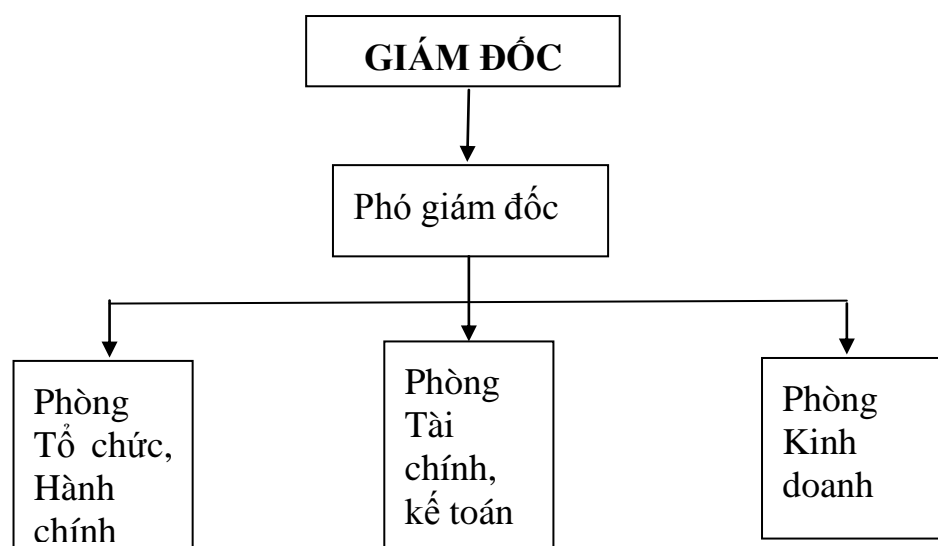 GIÁM ĐỐC
Phó giám đốc
Phòng
Tổ chức,
Hành
chính
Phòng
Tài
chính,
kế toán
Phòng
Kinh
doanh